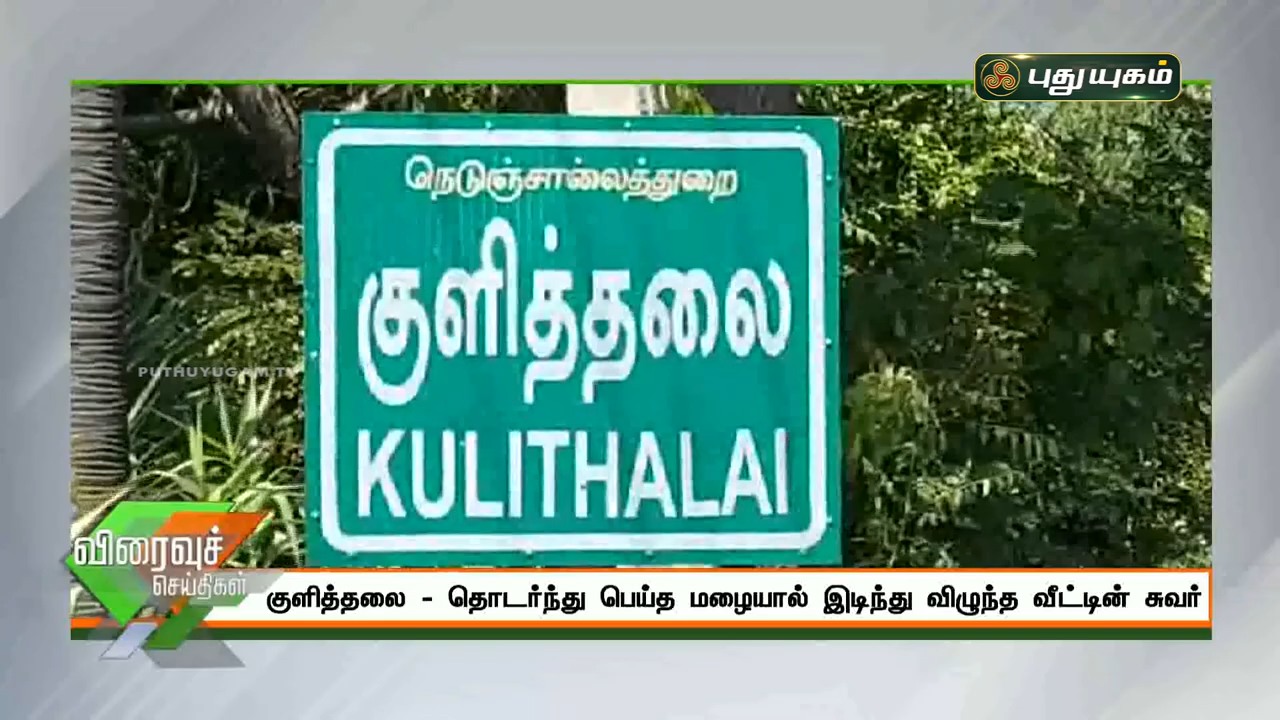 புதுயுகம்
நெடுஞ்சாலைத்துறை
குளித்தலை
PUTHUYUGAM TV
KULITHALAI
விரைவுச்
செய்திகள்
குளித்தலை - தொடர்ந்து பெய்த மழையால் இடிந்து விழுந்த வீட்டின் சுவர்